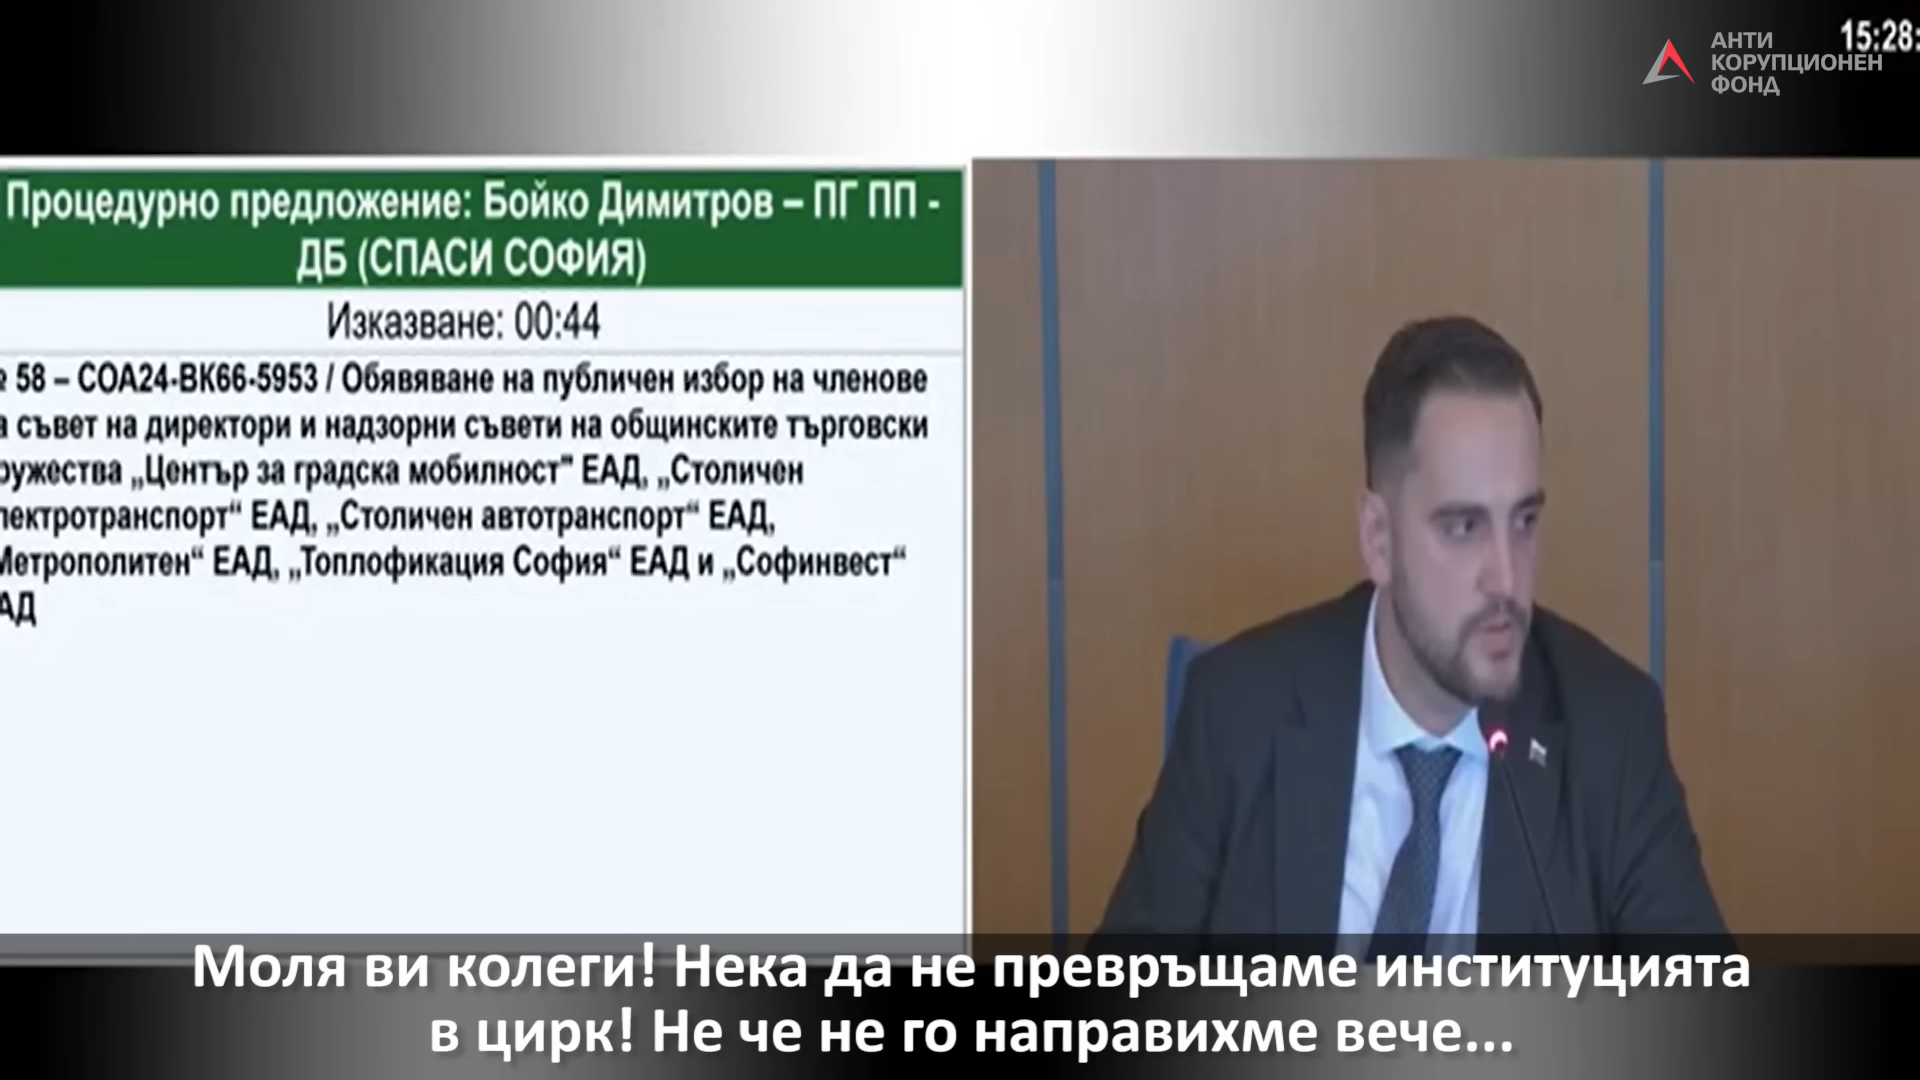 15:28:
АНТИ
КОРУПЦИОНЕН
ФОНД
Процедурно предложение: Бойко Димитров – ПГ ПП -
ДБ (СПАСИ СОФИЯ)
Изказване: 00:44
58 – СОА24-ВК66-5953 / Обявяване на публичен избор на членове
съвет на директори и надзорни съвети на общинските търговски
ружества „Център за градска мобилност" ЕАД, „Столичен
лектротранспорт“ ЕАД, „Столичен автотранспорт“ ЕАД,
Метрополитен“ ЕАД, „Топлофикация София“ ЕАД и „Софинвест“
АД
Моля ви колеги! Нека да не превръщаме институцията
в цирк! Не че не го направихме вече...